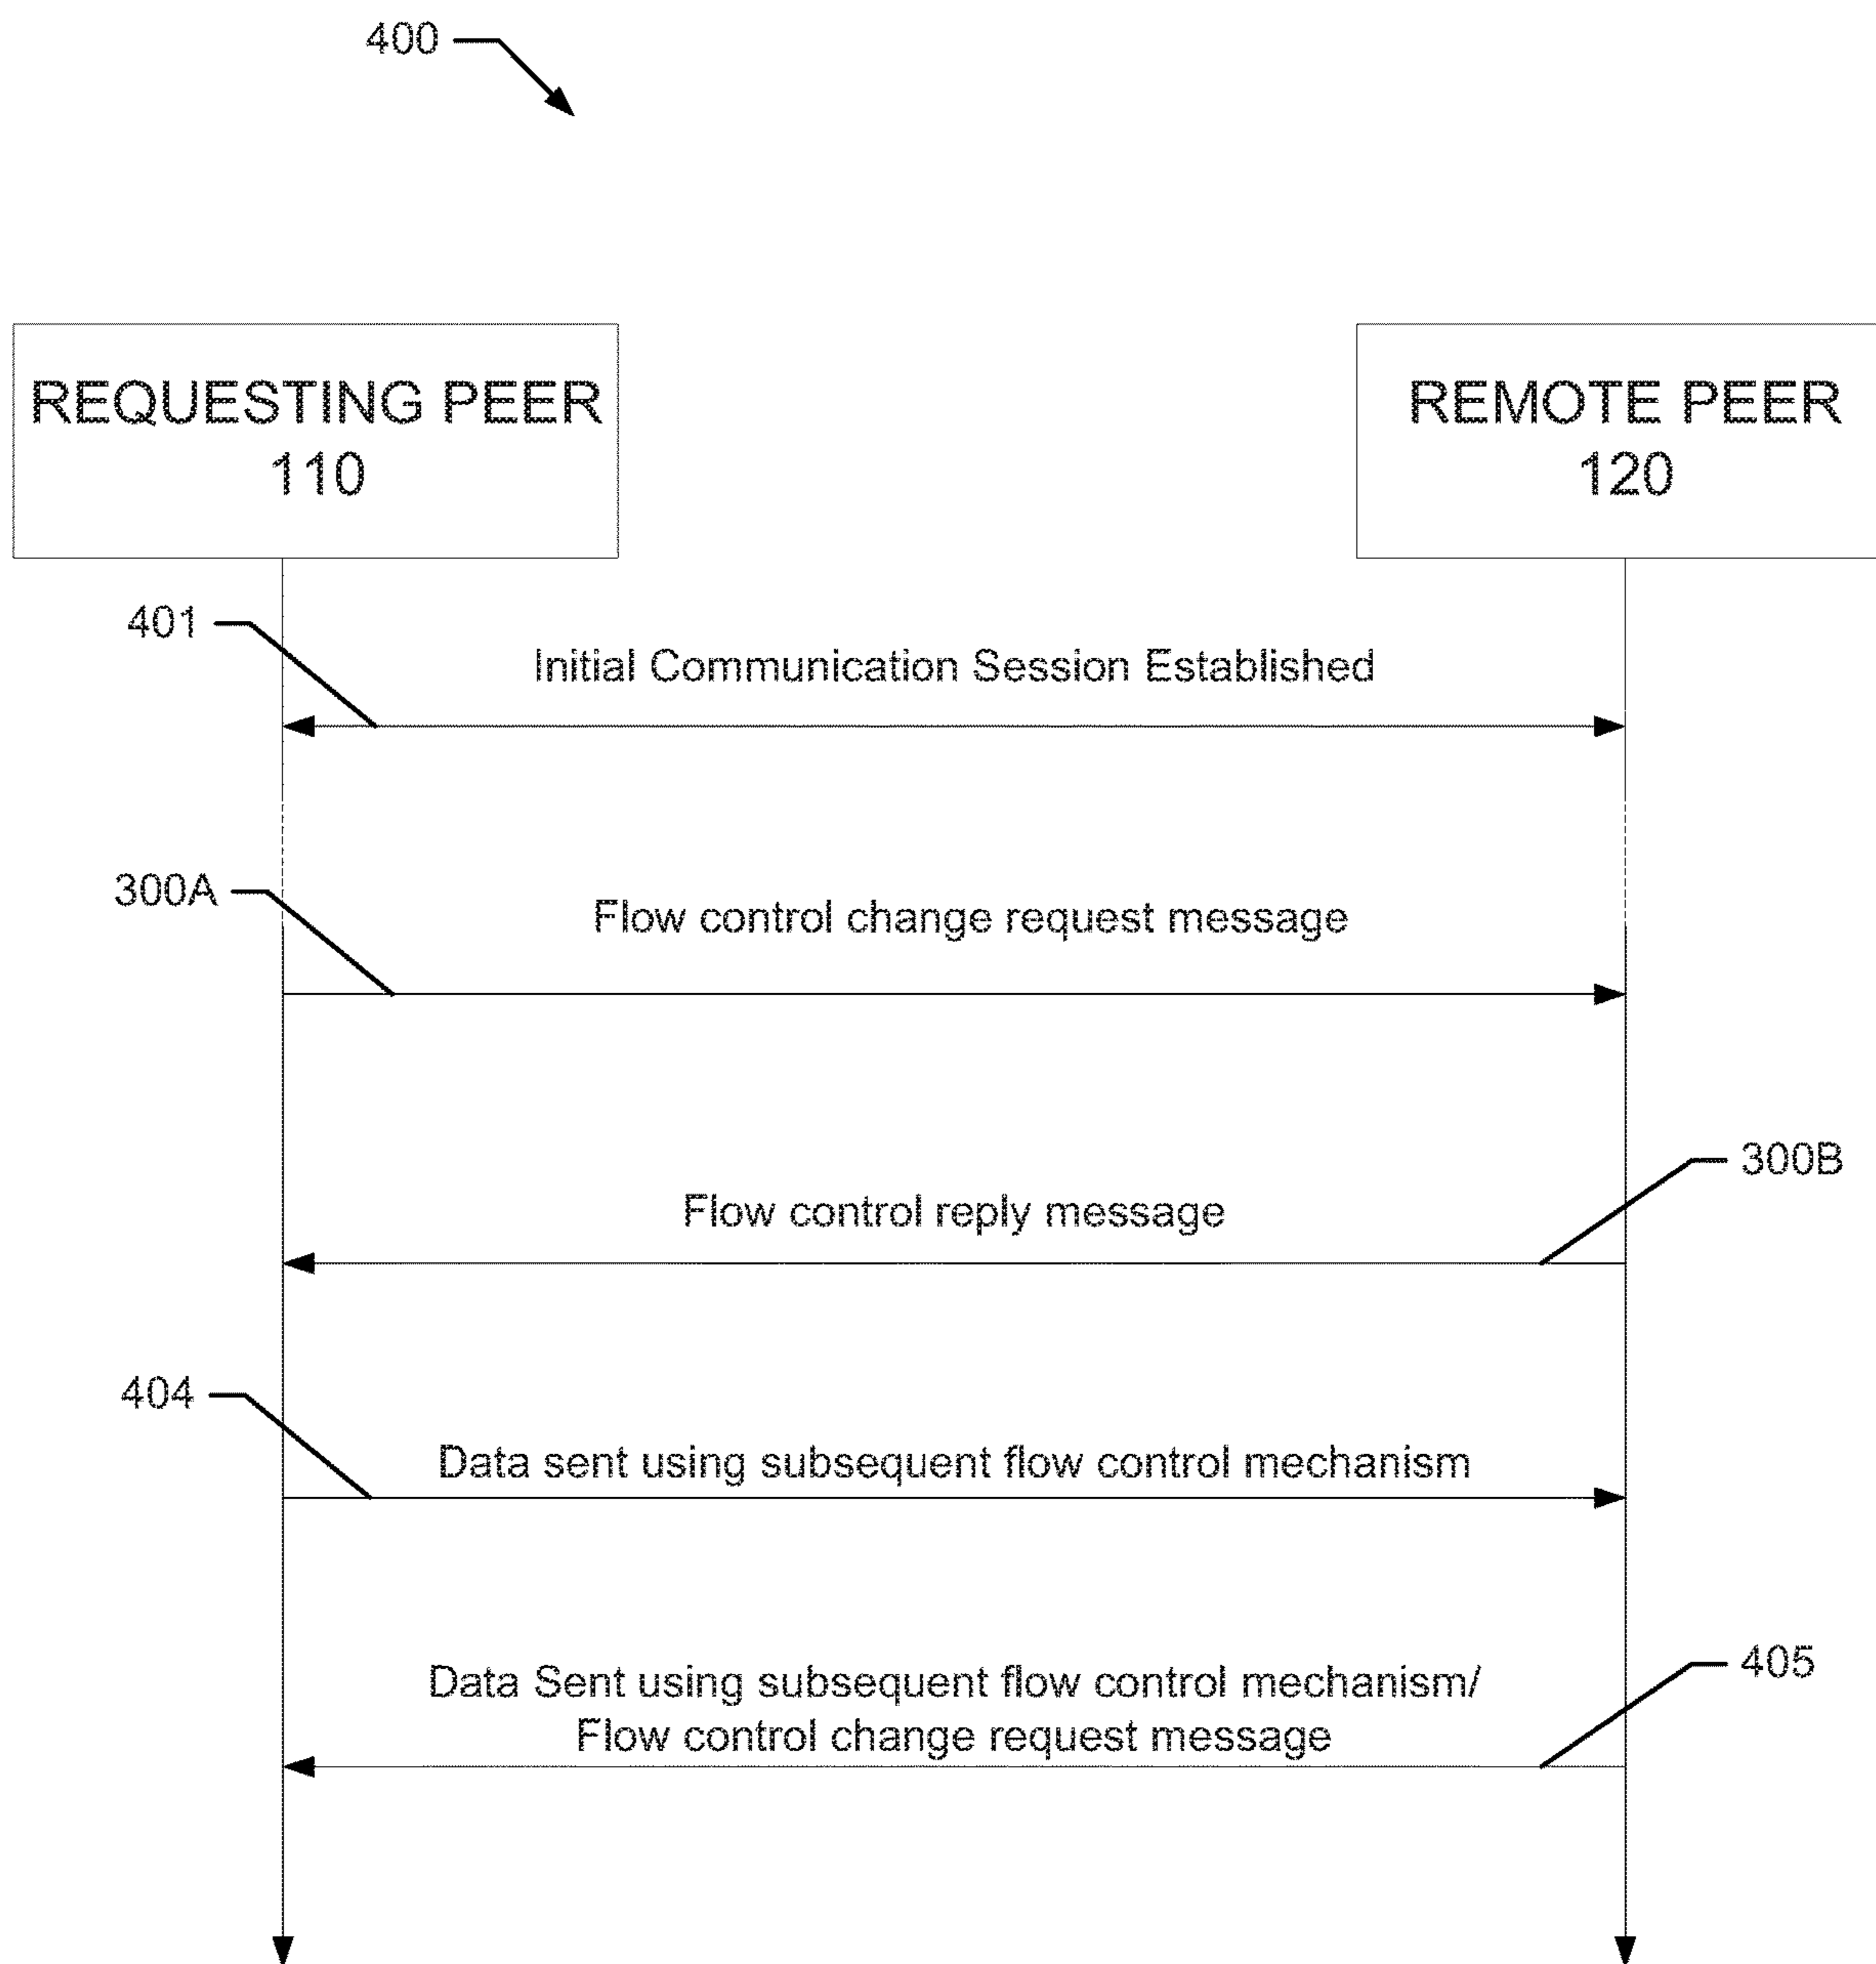 400
REQUESTING PEER
110
REMOTE PEER
120
401
Initial Communication Session Established
300A
Flow control change request message
300B
Flow control reply message
404
Data sent using subsequent flow control mechanism
405
Data Sent using subsequent flow control mechanism/
Flow control change request message